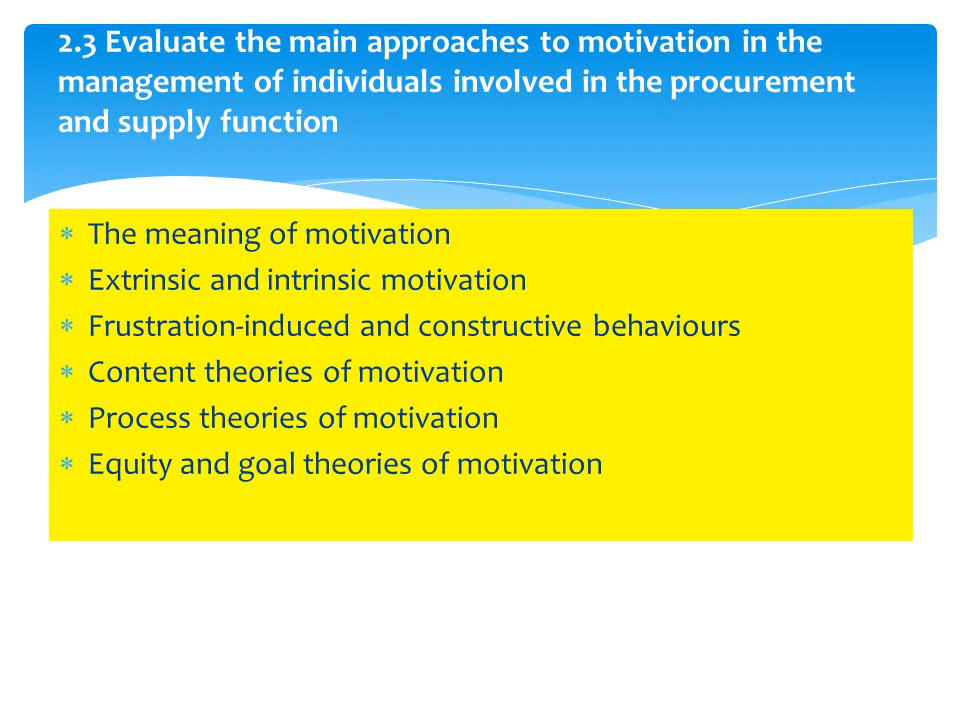 2.3 Evaluate the main approaches to motivation in the
management of individuals involved in the procurement
and supply function
* The meaning of motivation
* Extrinsic and intrinsic motivation
* Frustration-induced and constructive behaviours
* Content theories of motivation
* Process theories of motivation
* Equity and goal theories of motivation